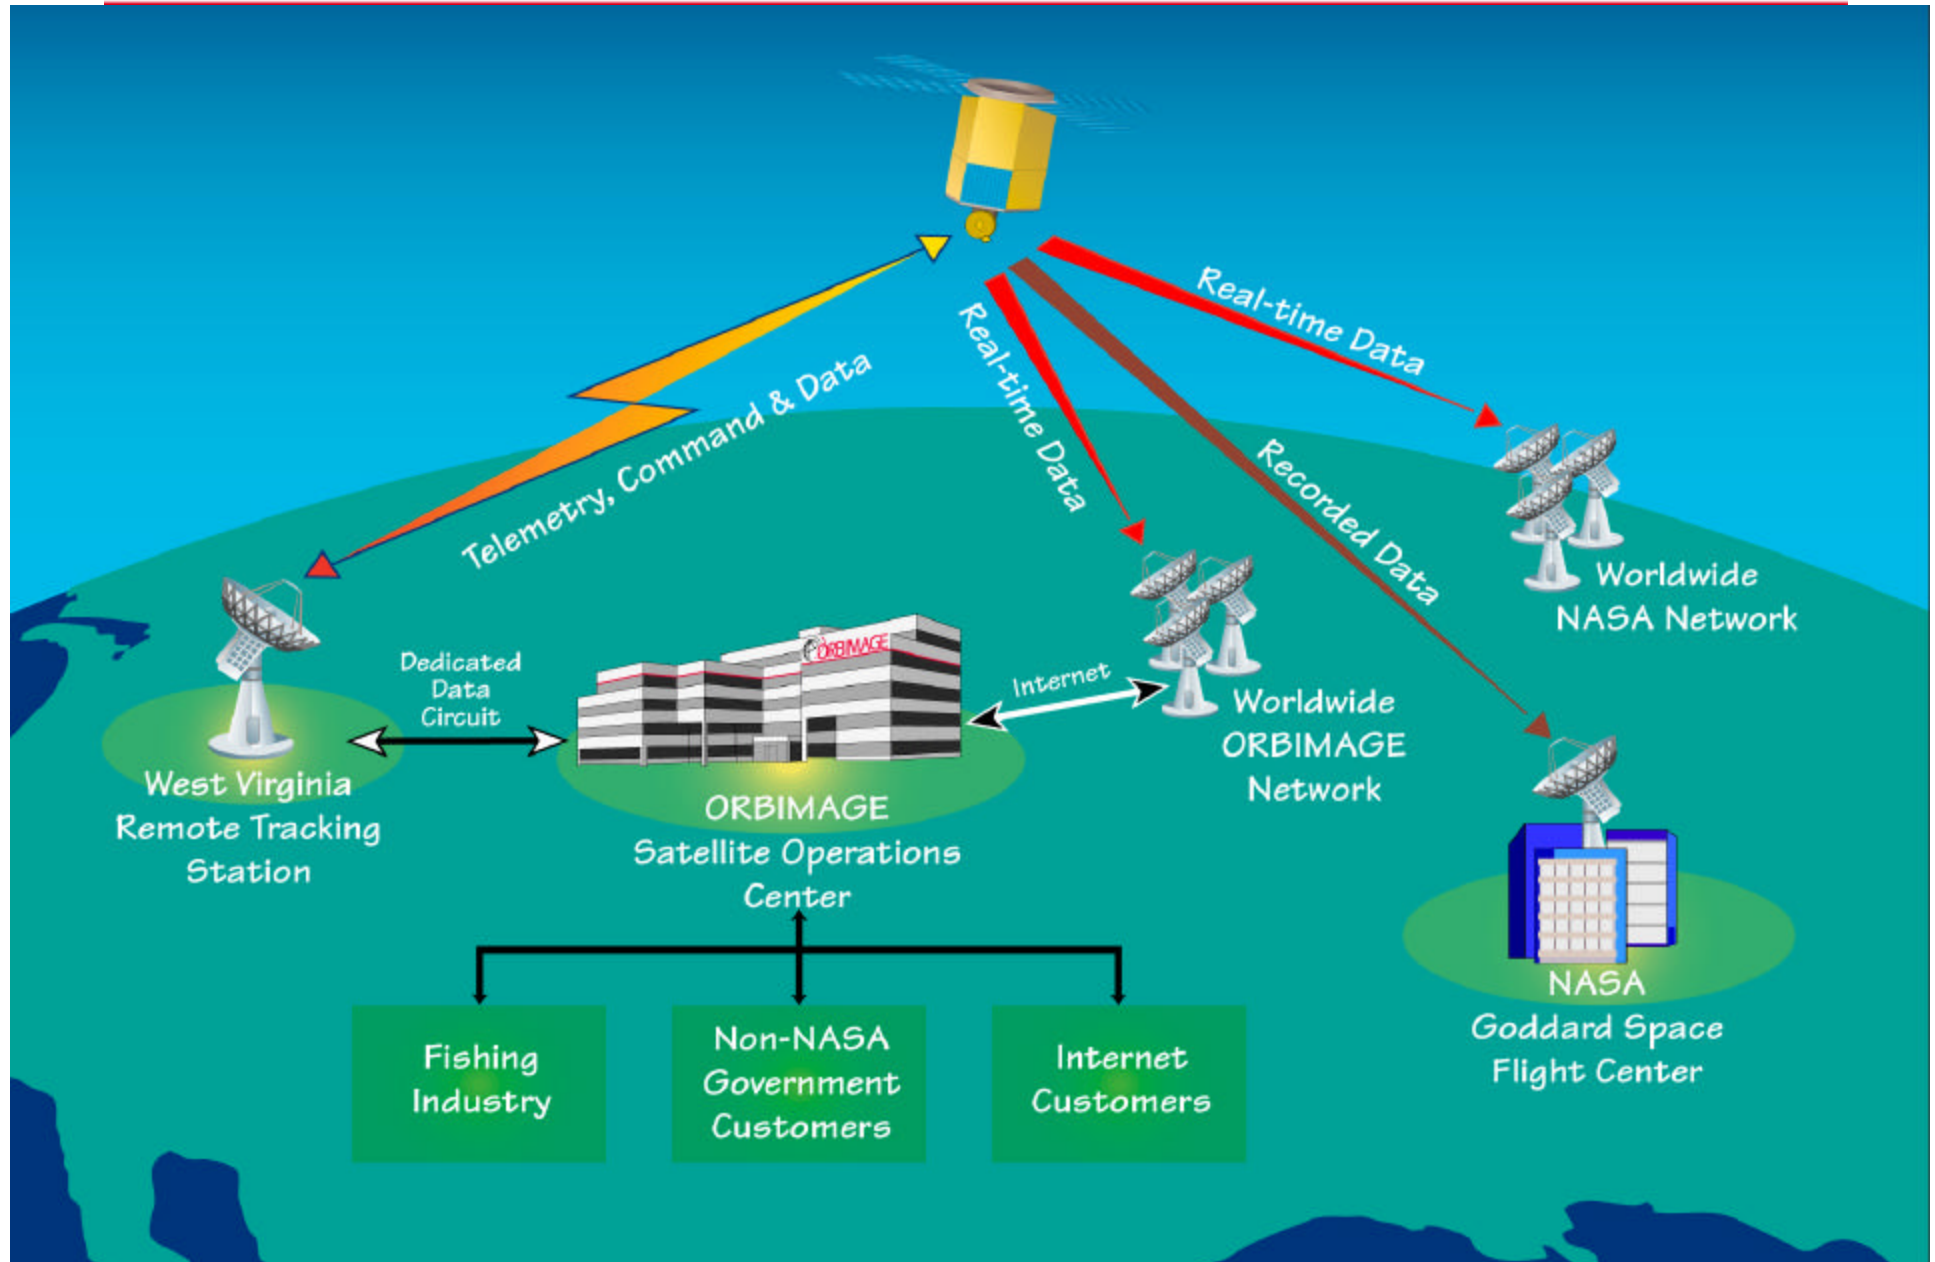 Real-time Data
Real-time Data
Telemetry, Command & Data
Recorded Data
Worldwide
NASA Network
ORBIMAGE
Dedicated
Data
Circuit
Internet
Worldwide
ORBIMAGE
Network
West Virginia
Remote Tracking
Station
ORBIMAGE
Satellite Operations
Center
NASA
Goddard Space
Flight Center
Fishing
Industry
Non-NASA
Government
Customers
Internet
Customers